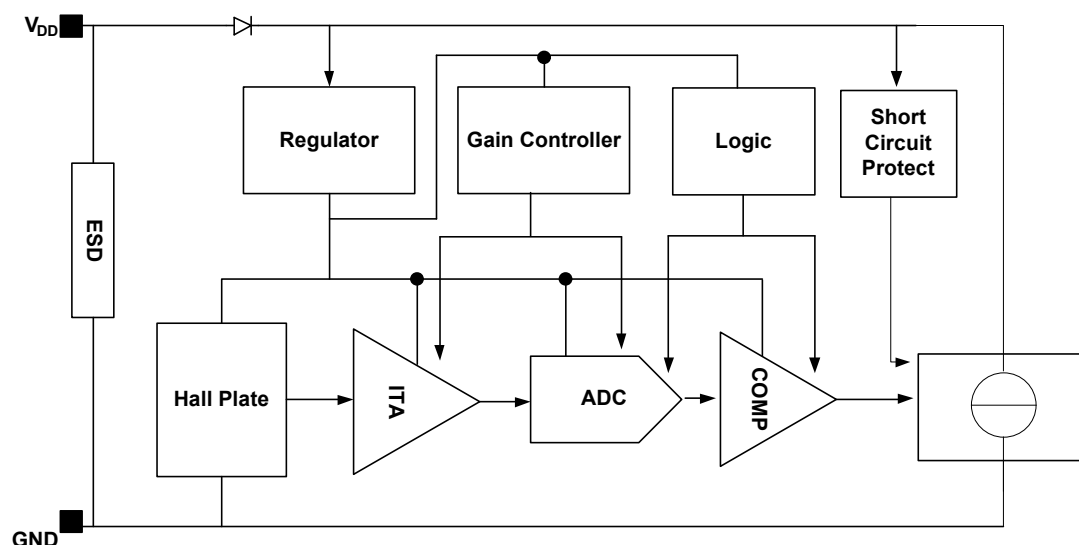 VDD
Regulator
Gain Controller
Logic
Short
Circuit
Protect
ESD
Hall Plate
ITA
ADC
COMP
GND